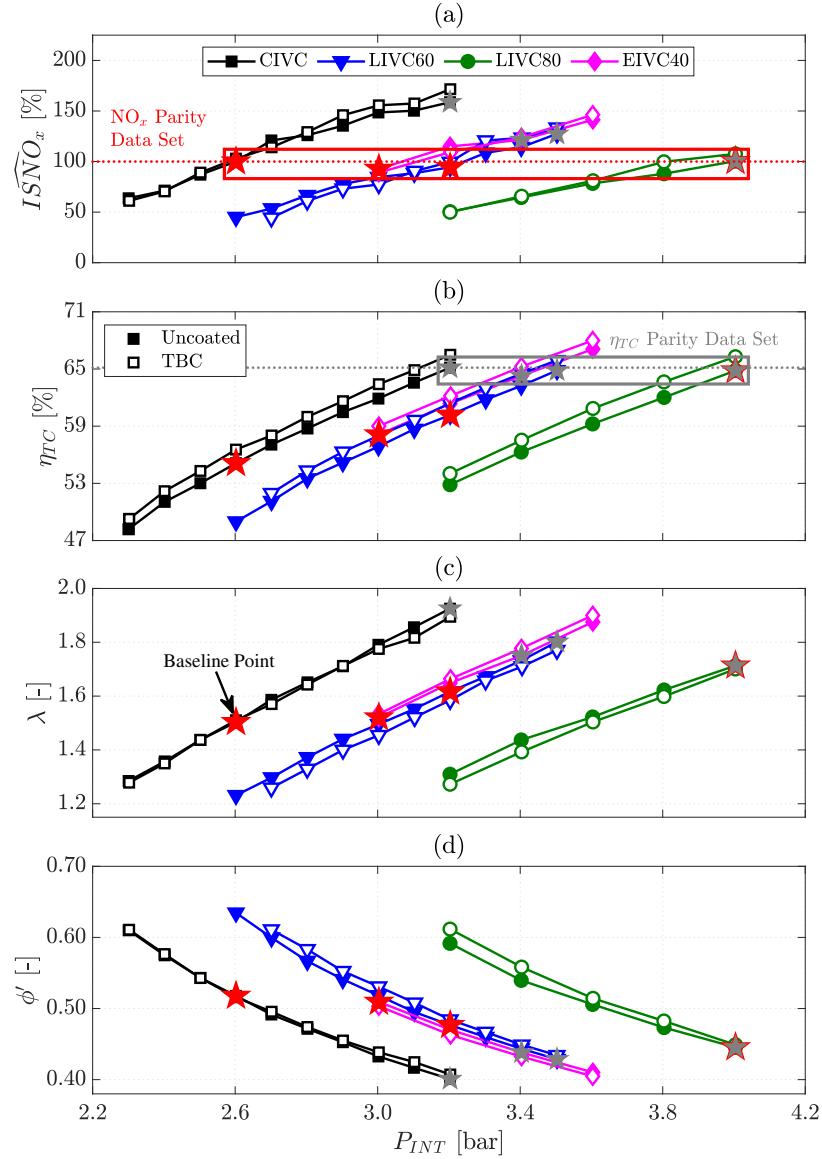 (a)
200
150
100
50
0
ISNOₓ [%]
CIVC LIVC60 LIVC80 EIVC40
NOₓ Parity
Data Set
(b)
71
65
59
53
47
η_TC [%]
Uncoated
TBC
η_TC Parity Data Set
(c)
2.0
1.8
1.6
1.4
1.2
λ [-]
Baseline Point
(d)
0.70
0.60
0.50
0.40
ϕ′ [-]
2.2 2.6 3.0 3.4 3.8 4.2
P_INT [bar]